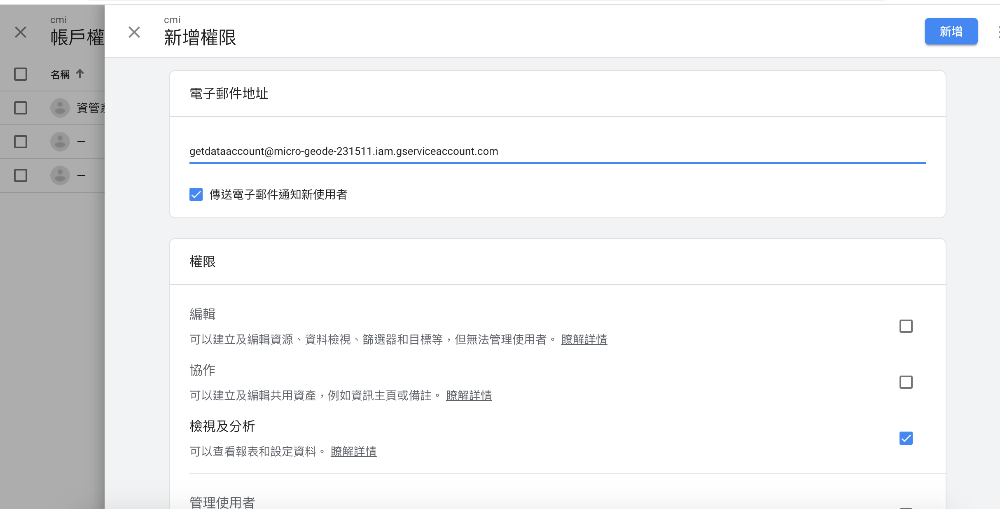 cmi
帳戶權
名稱
資管系
—
—
cmi
新增權限
新增
電子郵件地址
getdataaccount@micro-geode-231511.iam.gserviceaccount.com
傳送電子郵件通知新使用者
權限
編輯
可以建立及編輯資源、資料檢視、篩選器和目標等，但無法管理使用者。 瞭解詳情
協作
可以建立及編輯共用資產，例如資訊主頁或備註。 瞭解詳情
檢視及分析
可以查看報表和設定資料。 瞭解詳情
管理使用者